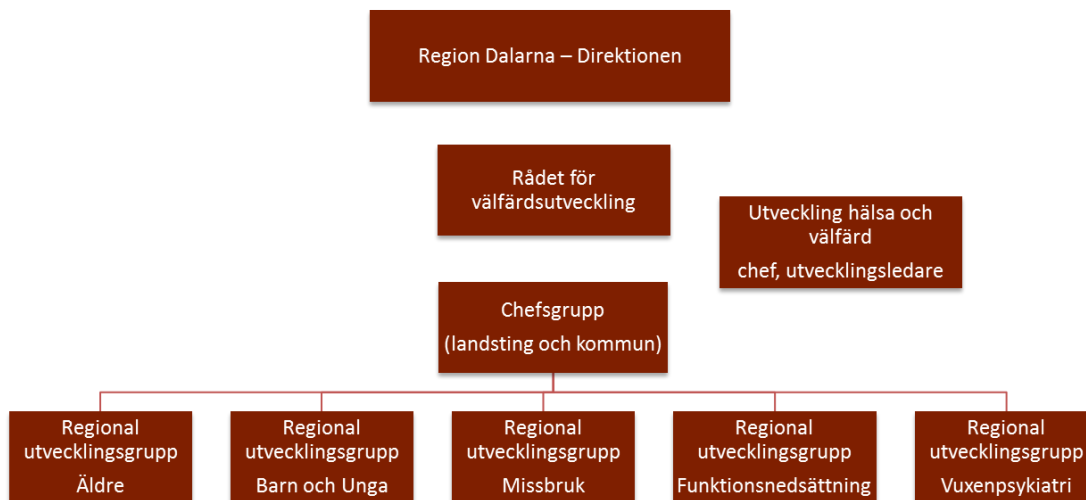 Region Dalarna – Direktionen
Rådet för
välfärdsutveckling
Utveckling hälsa och
välfärd
chef, utvecklingsledare
Chefsgrupp
(landsting och kommun)
Regional
utvecklingsgrupp
Äldre
Regional
utvecklingsgrupp
Barn och Unga
Regional
utvecklingsgrupp
Missbruk
Regional
utvecklingsgrupp
Funktionsnedsättning
Regional
utvecklingsgrupp
Vuxenpsykiatri